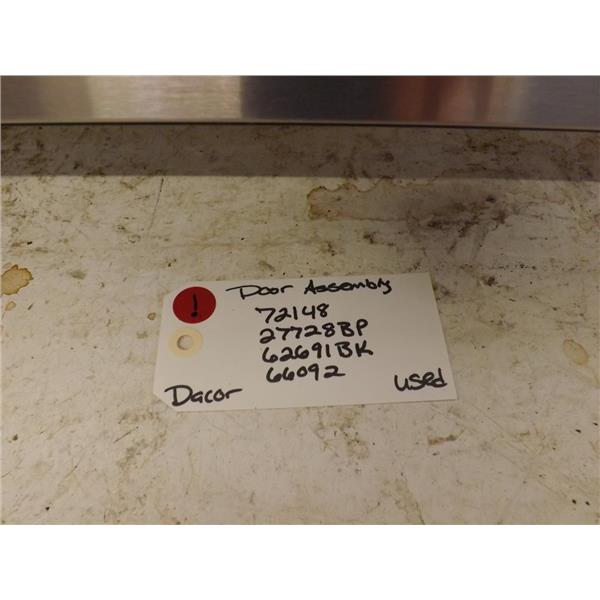 !
Door Assembly
72148
27728BP
62691BK
66092
Dacor
used